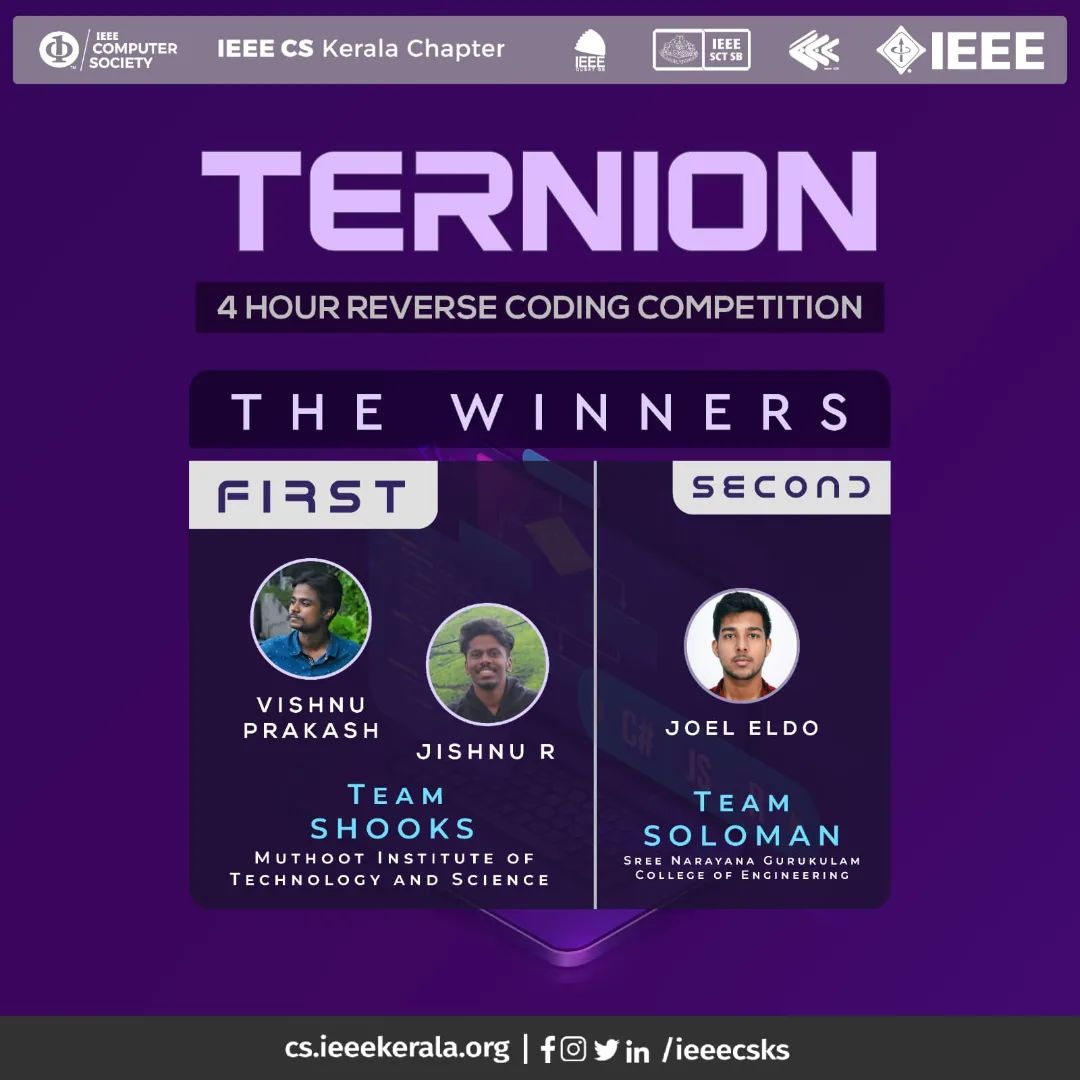 IEEE
COMPUTER
SOCIETY
IEEE CS Kerala Chapter
IEEE
IEEE
SCT SB
IEEE
TERNION
4 HOUR REVERSE CODING COMPETITION
THE WINNERS
FIRST
SECOND
VISHNU
PRAKASH
JISHNU R
JOEL ELDO
TEAM
SHOOKS
MUTHOOT INSTITUTE OF
TECHNOLOGY AND SCIENCE
TEAM
SOLOMAN
SREE NARAYANA GURUKULAM
COLLEGE OF ENGINEERING
C#
JS
cs.ieeekerala.org | /ieeecsks